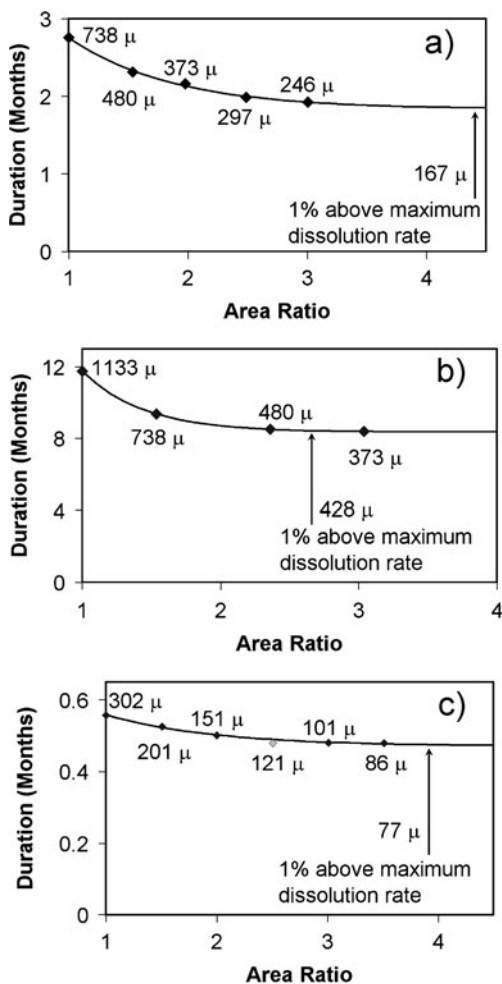 a)
Duration (Months)
3
2
1
0
738 μ
373 μ
246 μ
480 μ
297 μ
167 μ
1% above maximum
dissolution rate
1
2
3
4
Area Ratio
b)
Duration (Months)
12
8
4
0
1133 μ
480 μ
738 μ
373 μ
428 μ
1% above maximum
dissolution rate
1
2
3
4
Area Ratio
c)
Duration (Months)
0.6
0.4
0.2
0
302 μ
151 μ
101 μ
201 μ
121 μ
86 μ
77 μ
1% above maximum
dissolution rate
1
2
3
4
Area Ratio